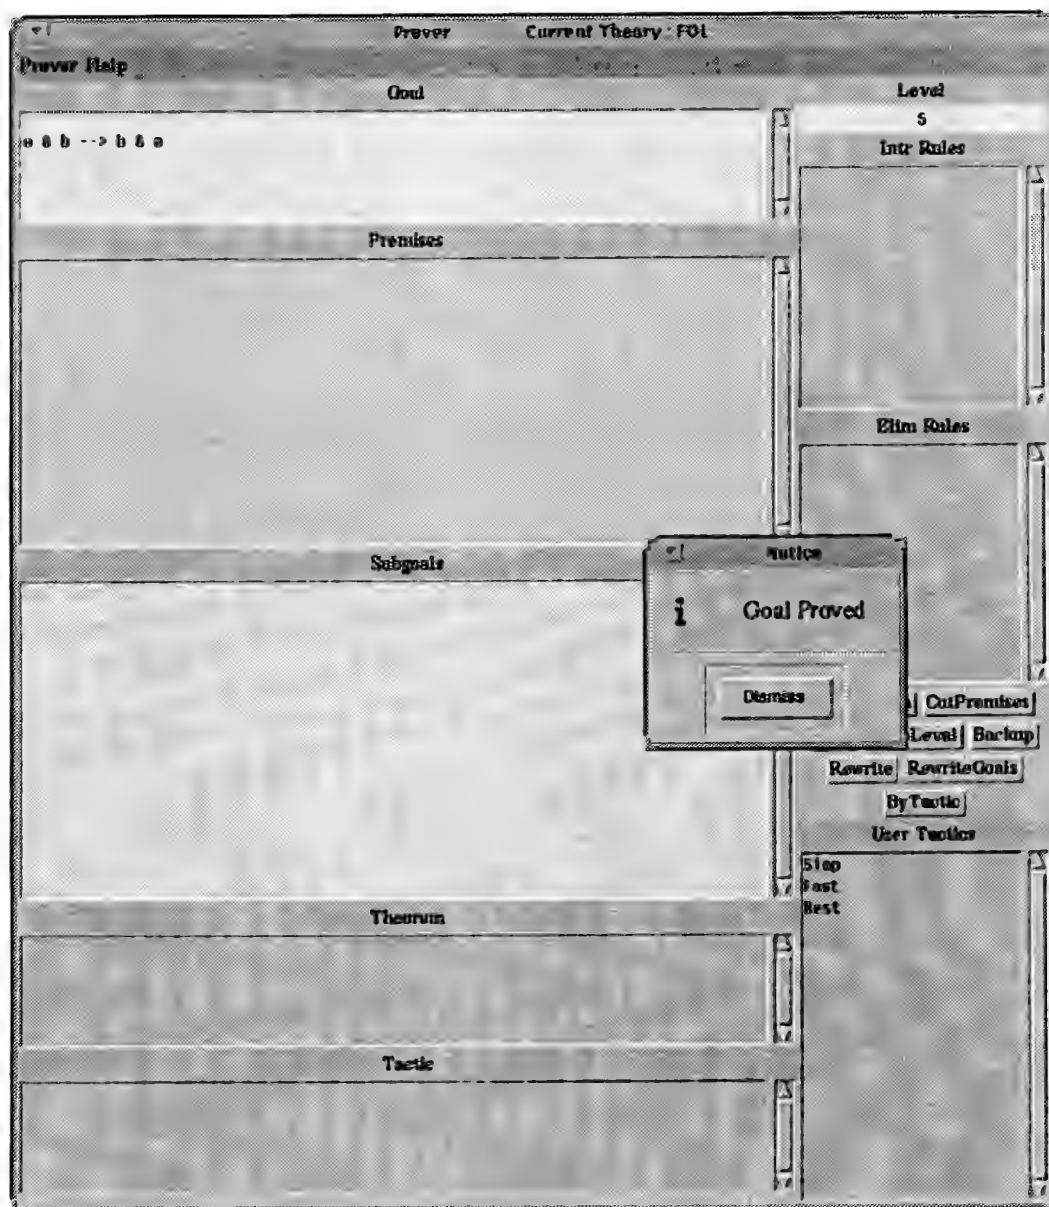 Prover Current Theory : FOL
Prover Help
Goal
a & b --> b & a
Premises
Subgoals
Theorem
Tactic
Level
5
Intr Rules
Elim Rules
CutPremises
Level Backup
Rewrite RewriteGoals
ByTactic
User Tactics
Step
Fast
Best
Notice
i Goal Proved
Dismiss